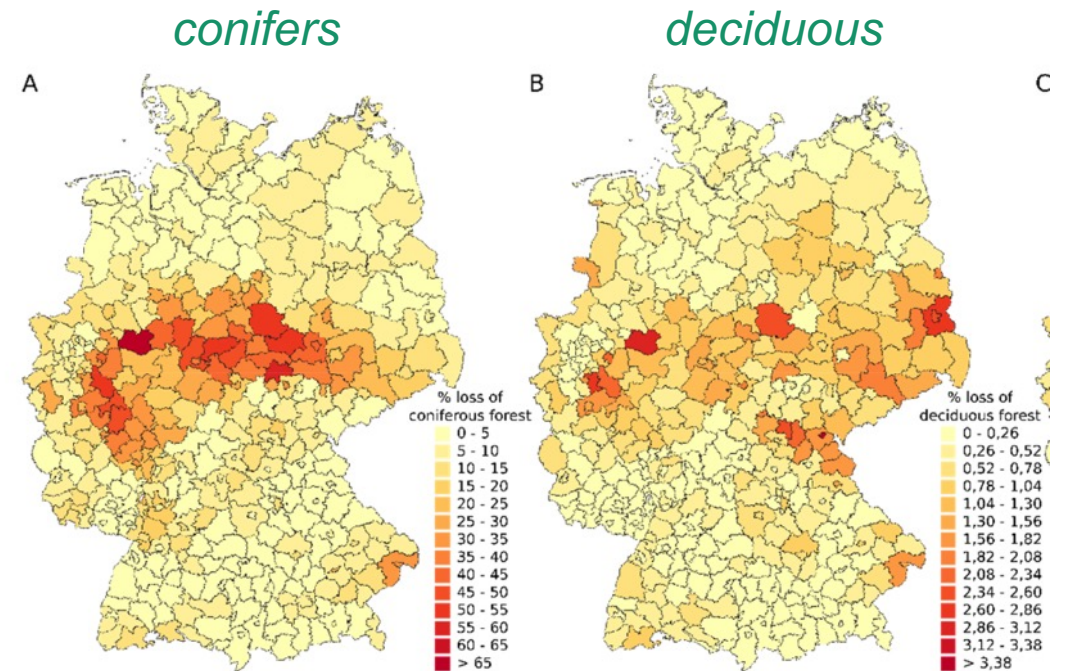 conifers
deciduous
A
B
C
% loss of
coniferous forest
0 - 5
5 - 10
10 - 15
15 - 20
20 - 25
25 - 30
30 - 35
35 - 40
40 - 45
45 - 50
50 - 55
55 - 60
60 - 65
> 65
% loss of
deciduous forest
0 - 0,26
0,26 - 0,52
0,52 - 0,78
0,78 - 1,04
1,04 - 1,30
1,30 - 1,56
1,56 - 1,82
1,82 - 2,08
2,08 - 2,34
2,34 - 2,60
2,60 - 2,86
2,86 - 3,12
3,12 - 3,38
> 3,38